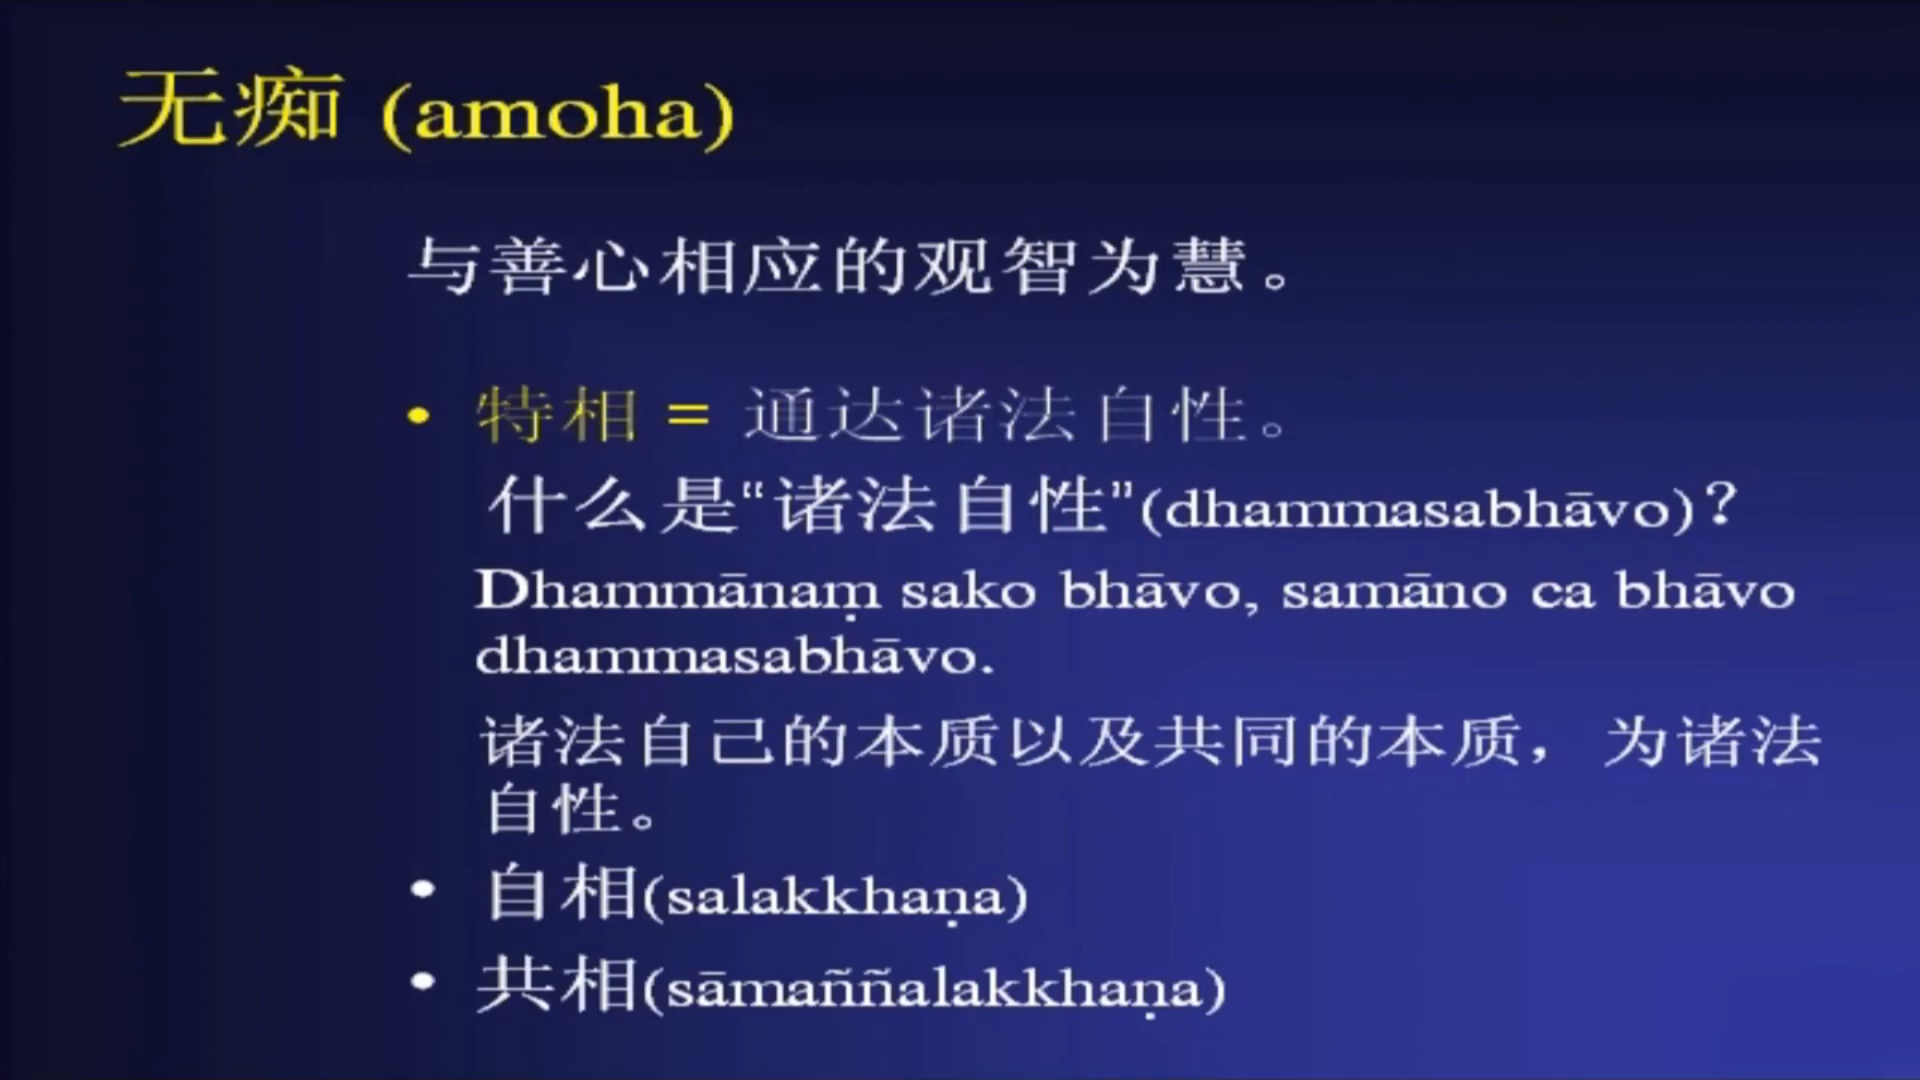 无痴 (amoha)
与善心相应的观智为慧。
• 特相 = 通达诸法自性。
什么是“诸法自性”(dhammasabhāvo)?
Dhammānaṃ sako bhāvo, samāno ca bhāvo
dhammasabhāvo.
诸法自己的本质以及共同的本质，为诸法
自性。
• 自相(salakkhaṇa)
• 共相(sāmaññalakkhaṇa)